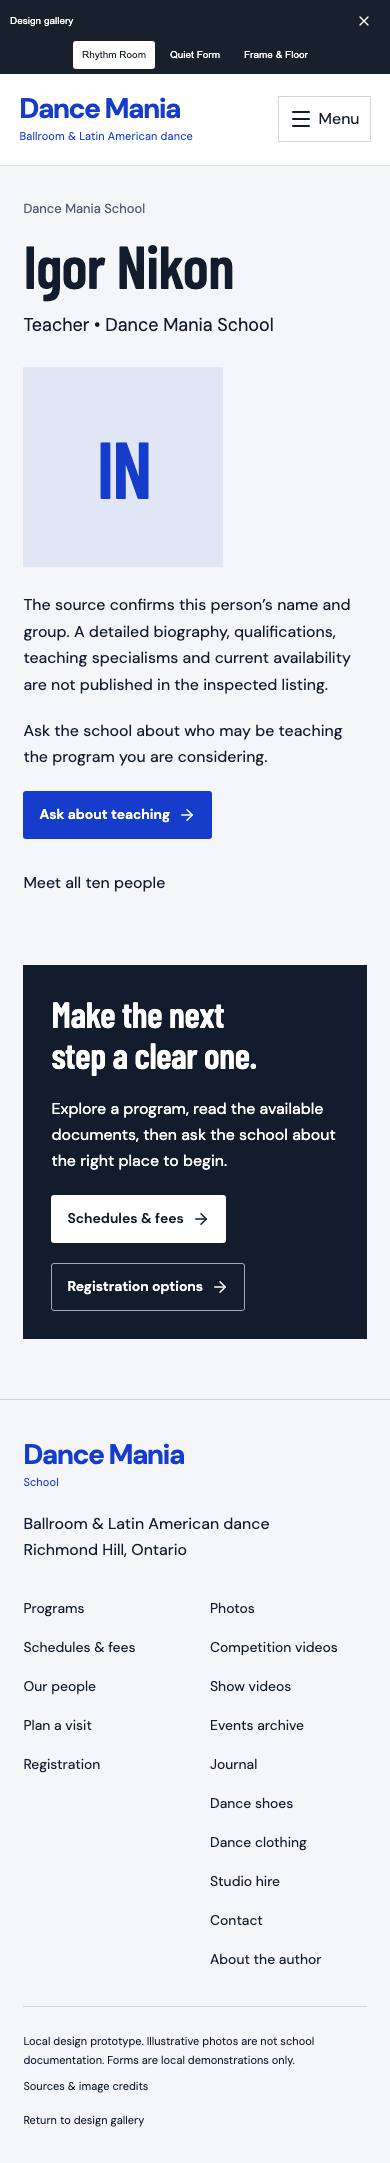 Design gallery
Rhythm Room Quiet Form Frame & Floor
Dance Mania
Ballroom & Latin American dance
Menu
Dance Mania School
Igor Nikon
Teacher • Dance Mania School
IN
The source confirms this person’s name and
group. A detailed biography, qualifications,
teaching specialisms and current availability
are not published in the inspected listing.
Ask the school about who may be teaching
the program you are considering.
Ask about teaching →
Meet all ten people
Make the next
step a clear one.
Explore a program, read the available
documents, then ask the school about
the right place to begin.
Schedules & fees →
Registration options →
Dance Mania
School
Ballroom & Latin American dance
Richmond Hill, Ontario
Programs
Schedules & fees
Our people
Plan a visit
Registration
Photos
Competition videos
Show videos
Events archive
Journal
Dance shoes
Dance clothing
Studio hire
Contact
About the author
Local design prototype. Illustrative photos are not school
documentation. Forms are local demonstrations only.
Sources & image credits
Return to design gallery